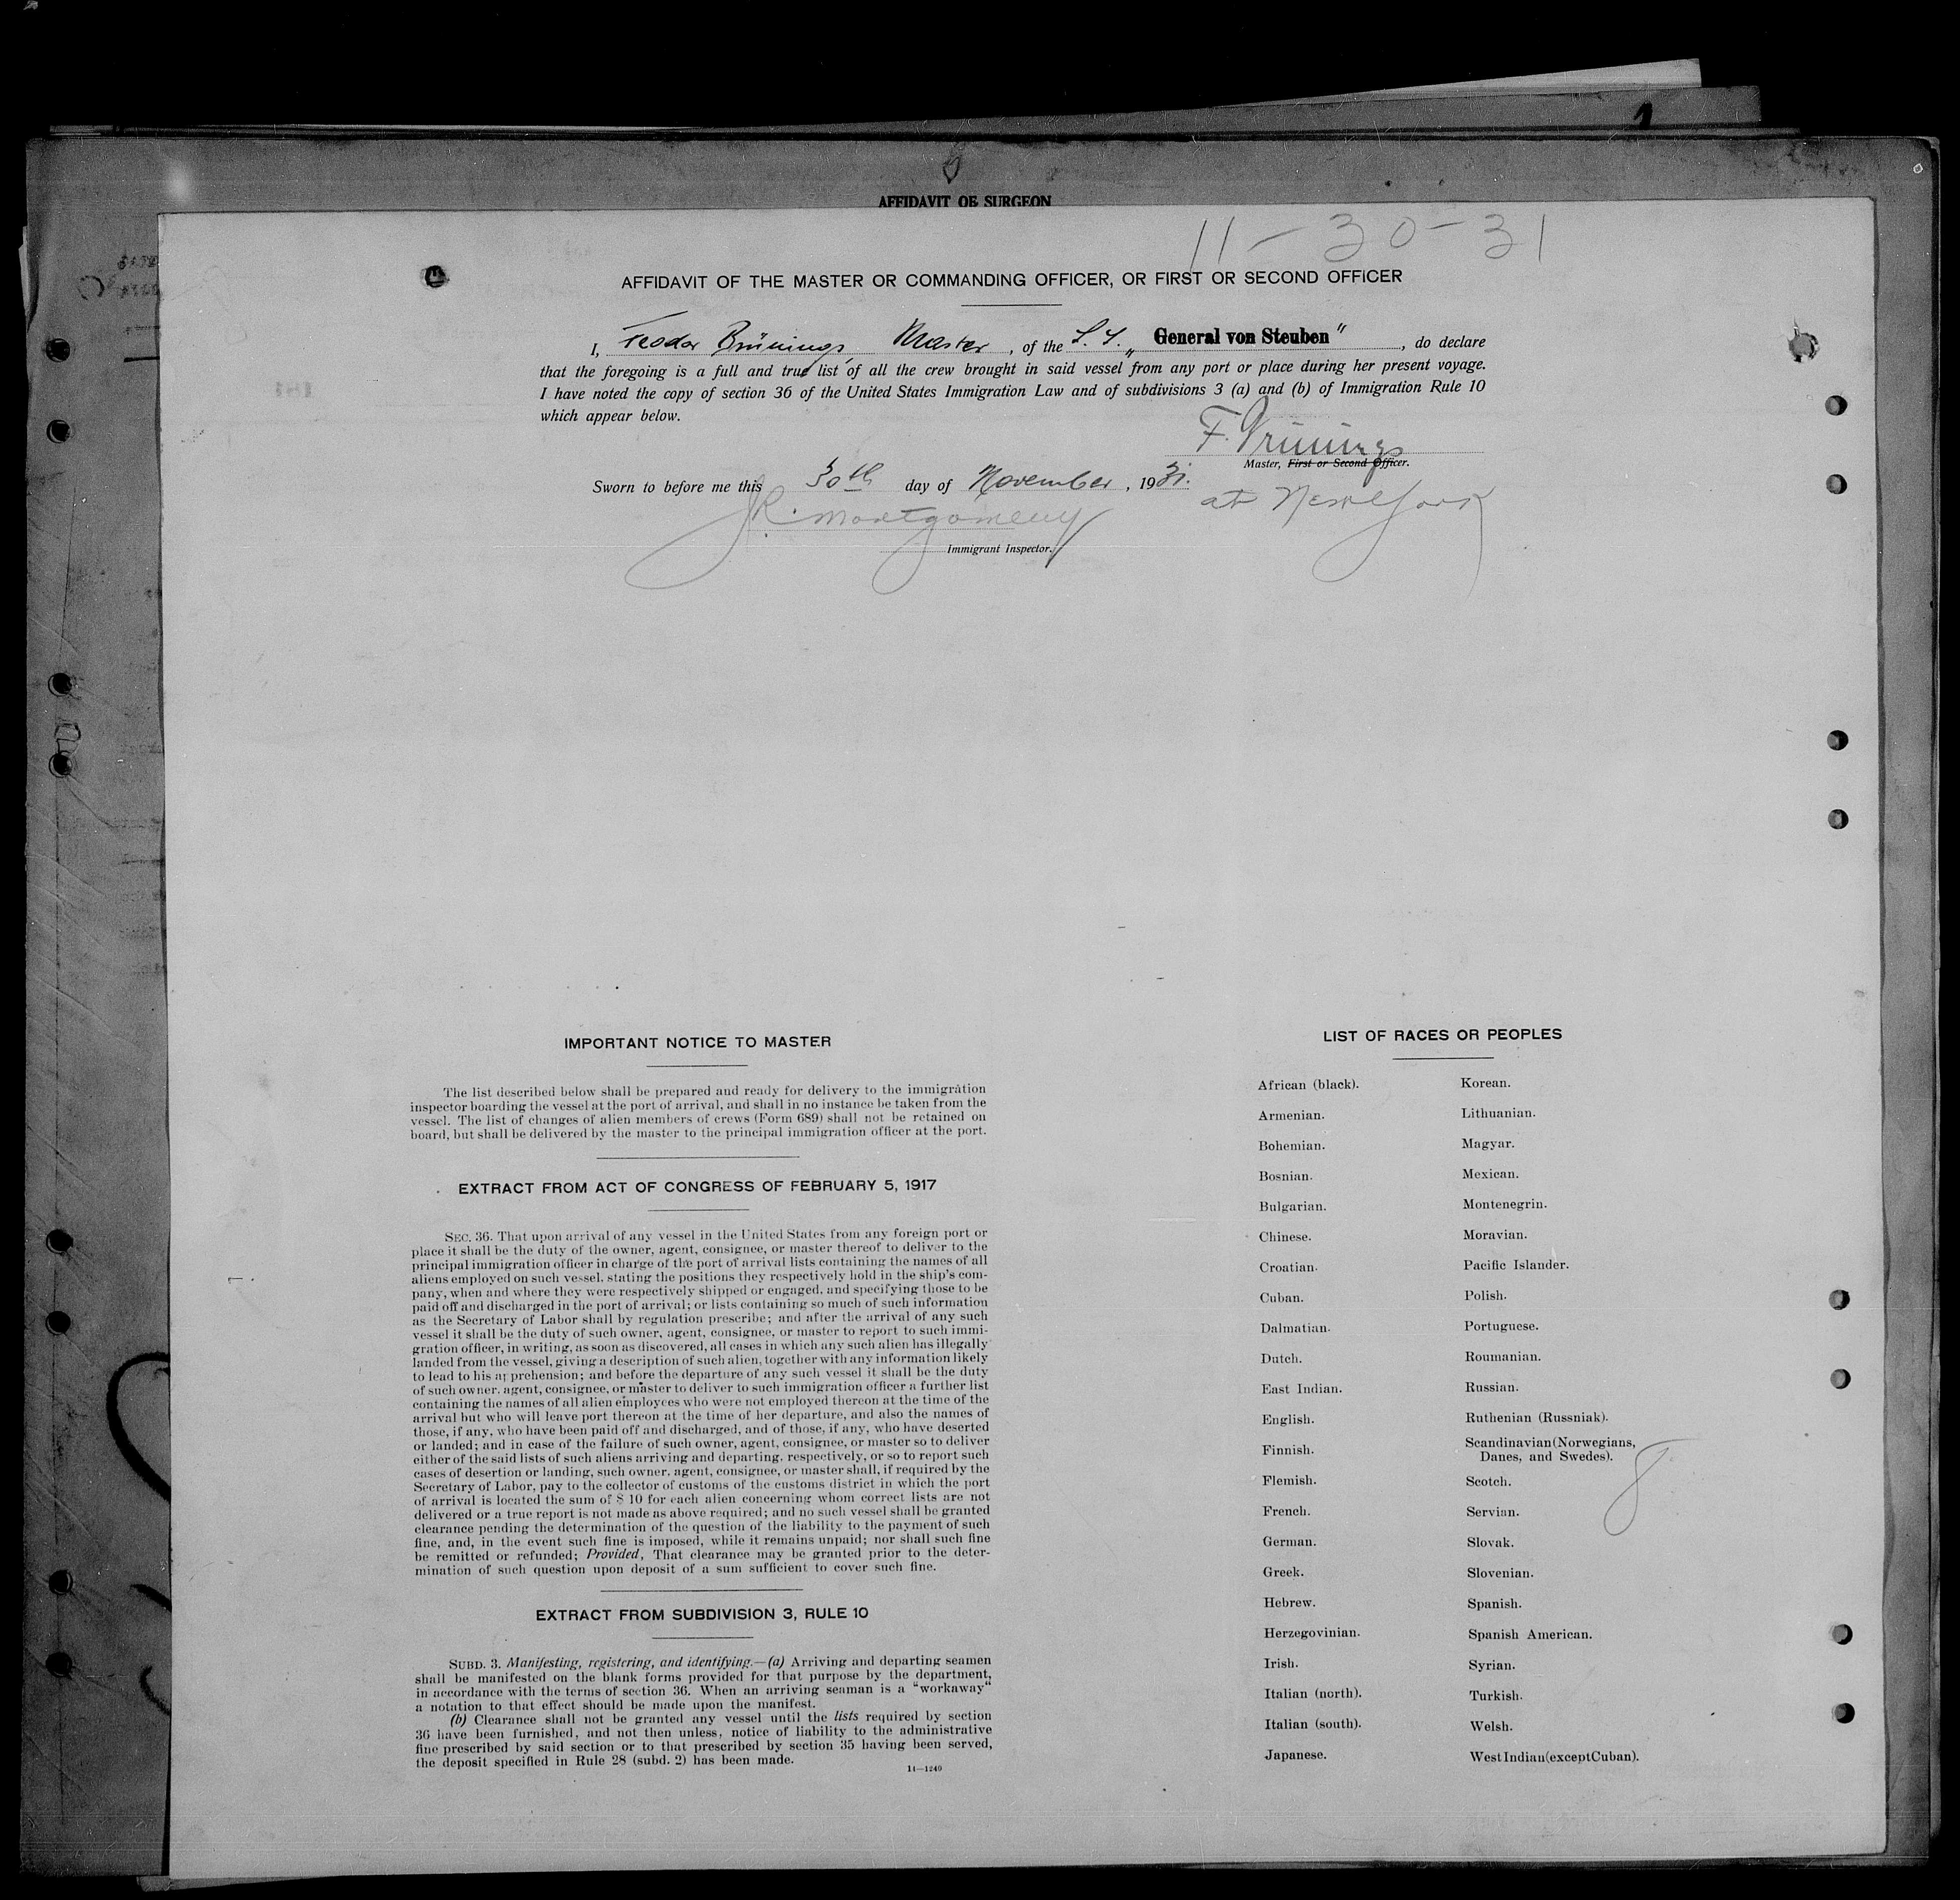 AFFIDAVIT OF SURGEON
11-30-31
AFFIDAVIT OF THE MASTER OR COMMANDING OFFICER, OR FIRST OR SECOND OFFICER
I, Feodor Brünings, Master, of the S. S. „General von Steuben", do declare
that the foregoing is a full and true list of all the crew brought in said vessel from any port or place during her present voyage.
I have noted the copy of section 36 of the United States Immigration Law and of subdivisions 3 (a) and (b) of Immigration Rule 10
which appear below.
F. Brünings
Master, First or Second Officer.
Sworn to before me this 30th day of November, 1931.
at New York
J.R. Montgomery
Immigrant Inspector.
IMPORTANT NOTICE TO MASTER
The list described below shall be prepared and ready for delivery to the immigration
inspector boarding the vessel at the port of arrival, and shall in no instance be taken from the
vessel. The list of changes of alien members of crews (Form 689) shall not be retained on
board, but shall be delivered by the master to the principal immigration officer at the port.
EXTRACT FROM ACT OF CONGRESS OF FEBRUARY 5, 1917
SEC. 36. That upon arrival of any vessel in the United States from any foreign port or
place it shall be the duty of the owner, agent, consignee, or master thereof to deliver to the
principal immigration officer in charge of the port of arrival lists containing the names of all
aliens employed on such vessel, stating the positions they respectively hold in the ship's com-
pany, when and where they were respectively shipped or engaged, and specifying those to be
paid off and discharged in the port of arrival; or lists containing so much of such information
as the Secretary of Labor shall by regulation prescribe; and after the arrival of any such
vessel it shall be the duty of such owner, agent, consignee, or master to report to such immi-
gration officer, in writing, as soon as discovered, all cases in which any such alien has illegally
landed from the vessel, giving a description of such alien, together with any information likely
to lead to his apprehension; and before the departure of any such vessel it shall be the duty
of such owner, agent, consignee, or master to deliver to such immigration officer a further list
containing the names of all alien employees who were not employed thereon at the time of the
arrival but who will leave port thereon at the time of her departure, and also the names of
those, if any, who have been paid off and discharged, and of those, if any, who have deserted
or landed; and in case of the failure of such owner, agent, consignee, or master so to deliver
either of the said lists of such aliens arriving and departing, respectively, or so to report such
cases of desertion or landing, such owner, agent, consignee, or master shall, if required by the
Secretary of Labor, pay to the collector of customs of the customs district in which the port
of arrival is located the sum of $ 10 for each alien concerning whom correct lists are not
delivered or a true report is not made as above required; and no such vessel shall be granted
clearance pending the determination of the question of the liability to the payment of such
fine, and, in the event such fine is imposed, while it remains unpaid; nor shall such fine
be remitted or refunded; Provided, That clearance may be granted prior to the deter-
mination of such question upon deposit of a sum sufficient to cover such fine.
EXTRACT FROM SUBDIVISION 3, RULE 10
SUBD. 3. Manifesting, registering, and identifying.—(a) Arriving and departing seamen
shall be manifested on the blank forms provided for that purpose by the department,
in accordance with the terms of section 36. When an arriving seaman is a "workaway"
a notation to that effect should be made upon the manifest.
(b) Clearance shall not be granted any vessel until the lists required by section
36 have been furnished, and not then unless, notice of liability to the administrative
fine prescribed by said section or to that prescribed by section 35 having been served,
the deposit specified in Rule 28 (subd. 2) has been made.
14—1240
LIST OF RACES OR PEOPLES
African (black).
Armenian.
Bohemian.
Bosnian.
Bulgarian.
Chinese.
Croatian.
Cuban.
Dalmatian.
Dutch.
East Indian.
English.
Finnish.
Flemish.
French.
German.
Greek.
Hebrew.
Herzegovinian.
Irish.
Italian (north).
Italian (south).
Japanese.
Korean.
Lithuanian.
Magyar.
Mexican.
Montenegrin.
Moravian.
Pacific Islander.
Polish.
Portuguese.
Roumanian.
Russian.
Ruthenian (Russniak).
Scandinavian (Norwegians,
Danes, and Swedes).
Scotch.
Servian.
Slovak.
Slovenian.
Spanish.
Spanish American.
Syrian.
Turkish.
Welsh.
West Indian (except Cuban).
8